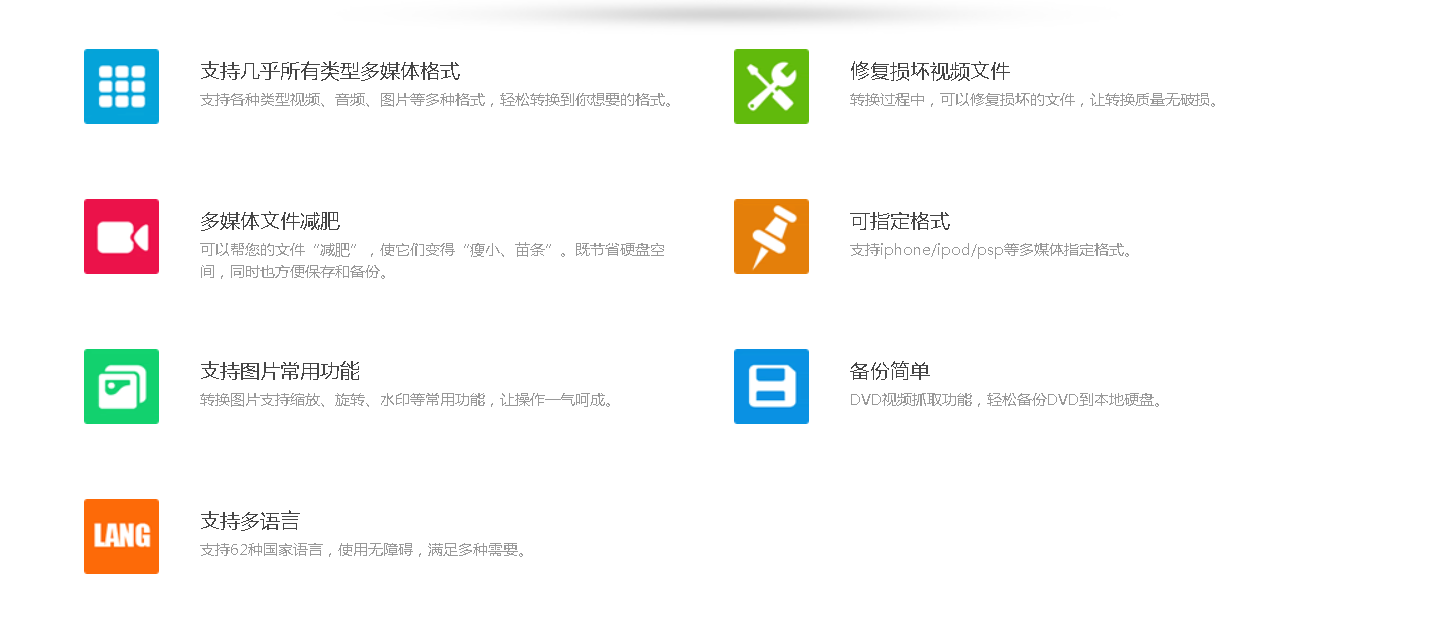 支持几乎所有类型多媒体格式
支持各种类型视频、音频、图片等多种格式，轻松转换到你想要的格式。
修复损坏视频文件
转换过程中，可以修复损坏的文件，让转换质量无破损。
多媒体文件减肥
可以帮您的文件“减肥”，使它们变得“瘦小、苗条”。既节省硬盘空
间，同时也方便保存和备份。
可指定格式
支持iphone/ipod/psp等多媒体指定格式。
支持图片常用功能
转换图片支持缩放、旋转、水印等常用功能，让操作一气呵成。
备份简单
DVD视频抓取功能，轻松备份DVD到本地硬盘。
LANG
支持多语言
支持62种国家语言，使用无障碍，满足多种需要。